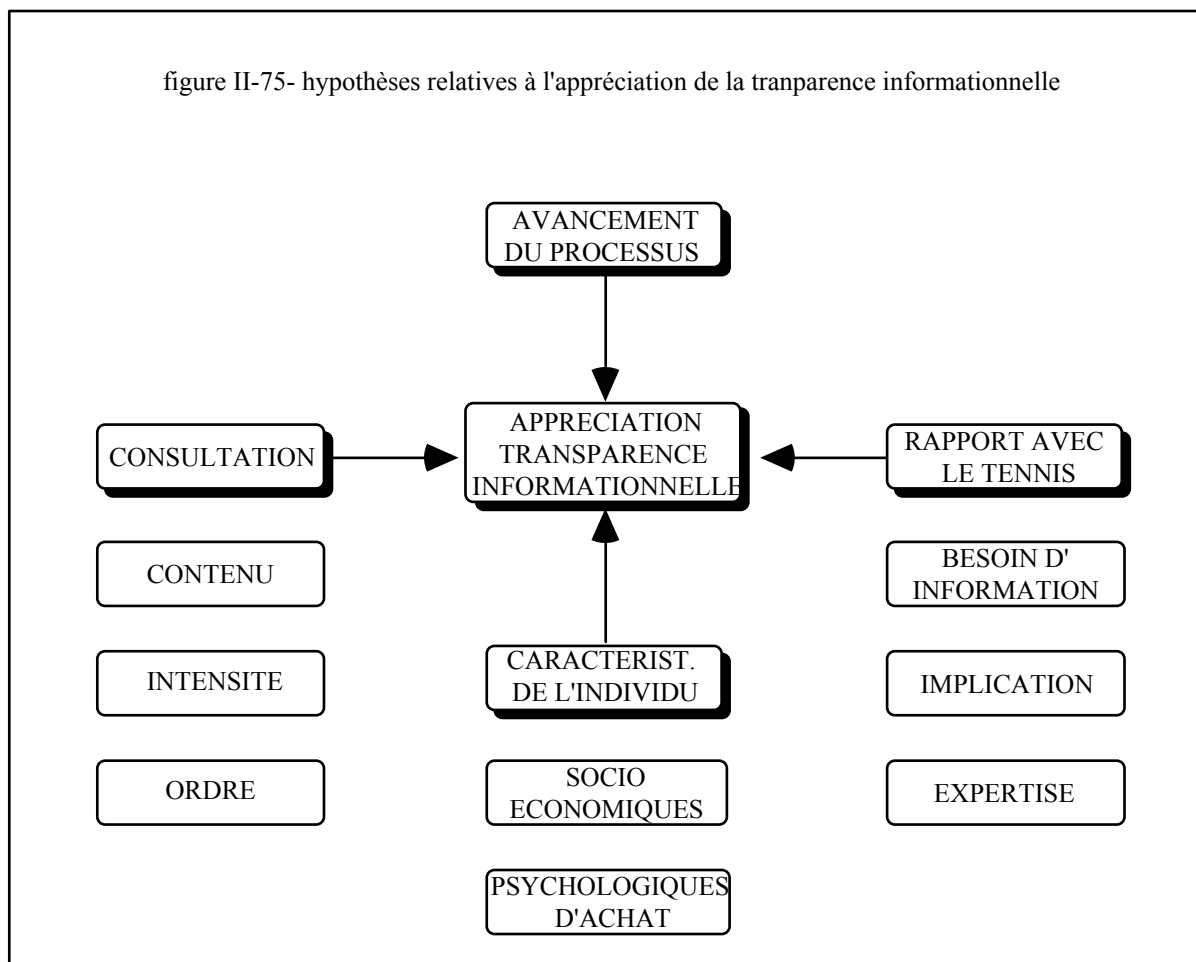 figure II-75- hypothèses relatives à l'appréciation de la tranparence informationnelle
AVANCEMENT
DU PROCESSUS
APPRECIATION
TRANSPARENCE
INFORMATIONNELLE
CONSULTATION
RAPPORT AVEC
LE TENNIS
CONTENU
BESOIN D'
INFORMATION
INTENSITE
CARACTERIST.
DE L'INDIVIDU
IMPLICATION
ORDRE
SOCIO
ECONOMIQUES
EXPERTISE
PSYCHOLOGIQUES
D'ACHAT